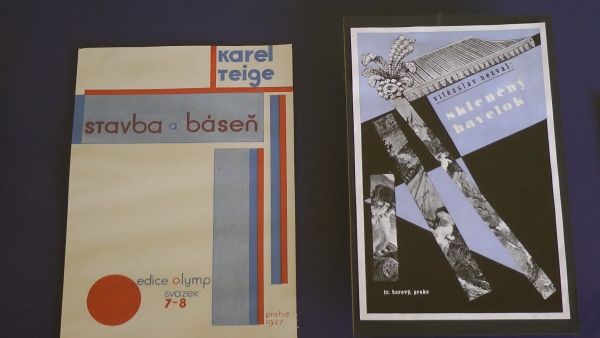 Karel
Teige
stavba a báseň
edice olymp
svazek
7-8
praha
1927
vítězslav nezval:
skleněný
havelok
fr. borový, praha